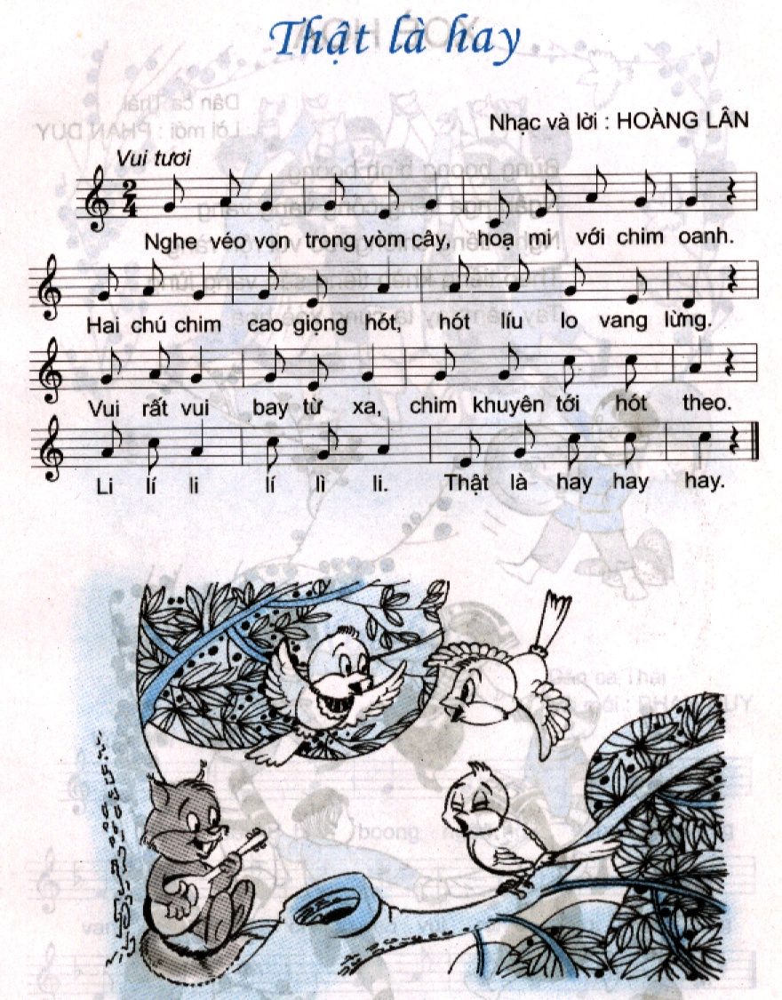 Thật là hay
Nhạc và lời : HOÀNG LÂN
Vui tươi
2
4
Nghe véo von trong vòm cây, hoạ mi với chim oanh.
Hai chú chim cao giọng hót, hót líu lo vang lừng.
Vui rất vui bay từ xa, chim khuyên tới hót theo.
Li lí li lí lì li. Thật là hay hay hay.